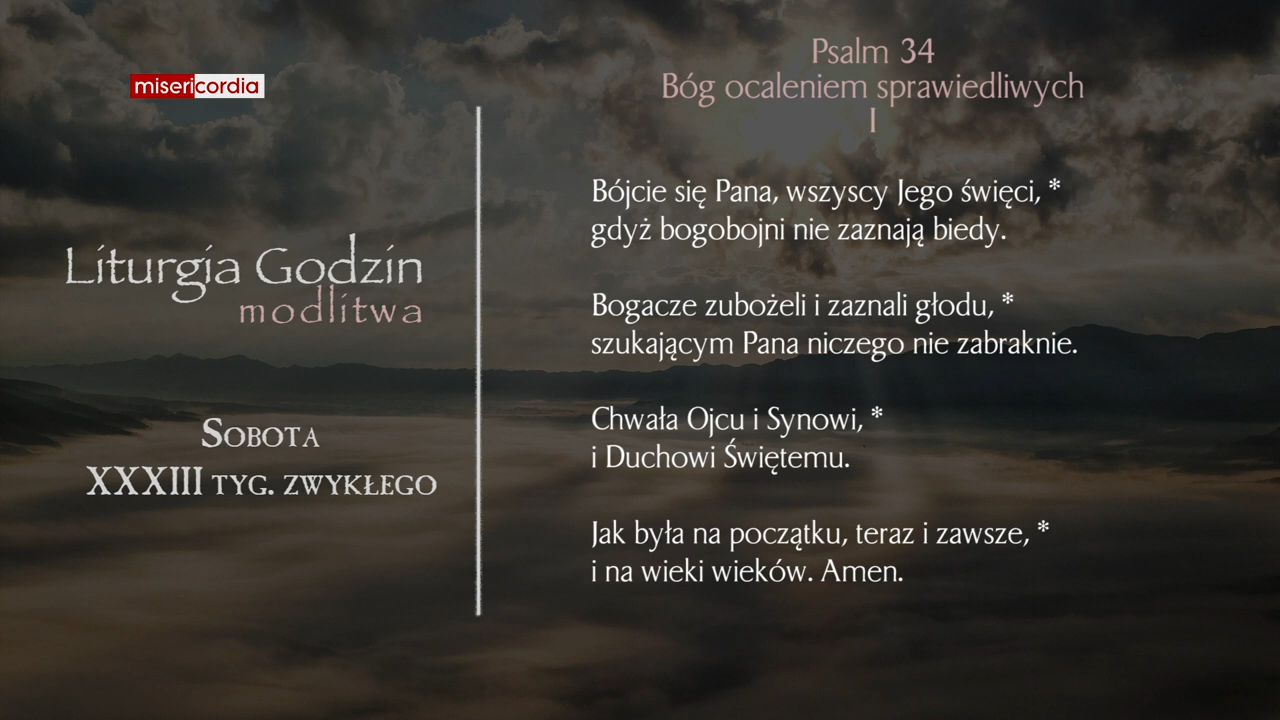 misericordia
Liturgia Godzin
modlitwa
Sobota
XXXIII tyg. zwykłego
Psalm 34
Bóg ocaleniem sprawiedliwych
I
Bójcie się Pana, wszyscy Jego święci, *
gdyż bogobojni nie zaznają biedy.
Bogacze zubożeli i zaznali głodu, *
szukającym Pana niczego nie zabraknie.
Chwała Ojcu i Synowi, *
i Duchowi Świętemu.
Jak była na początku, teraz i zawsze, *
i na wieki wieków. Amen.